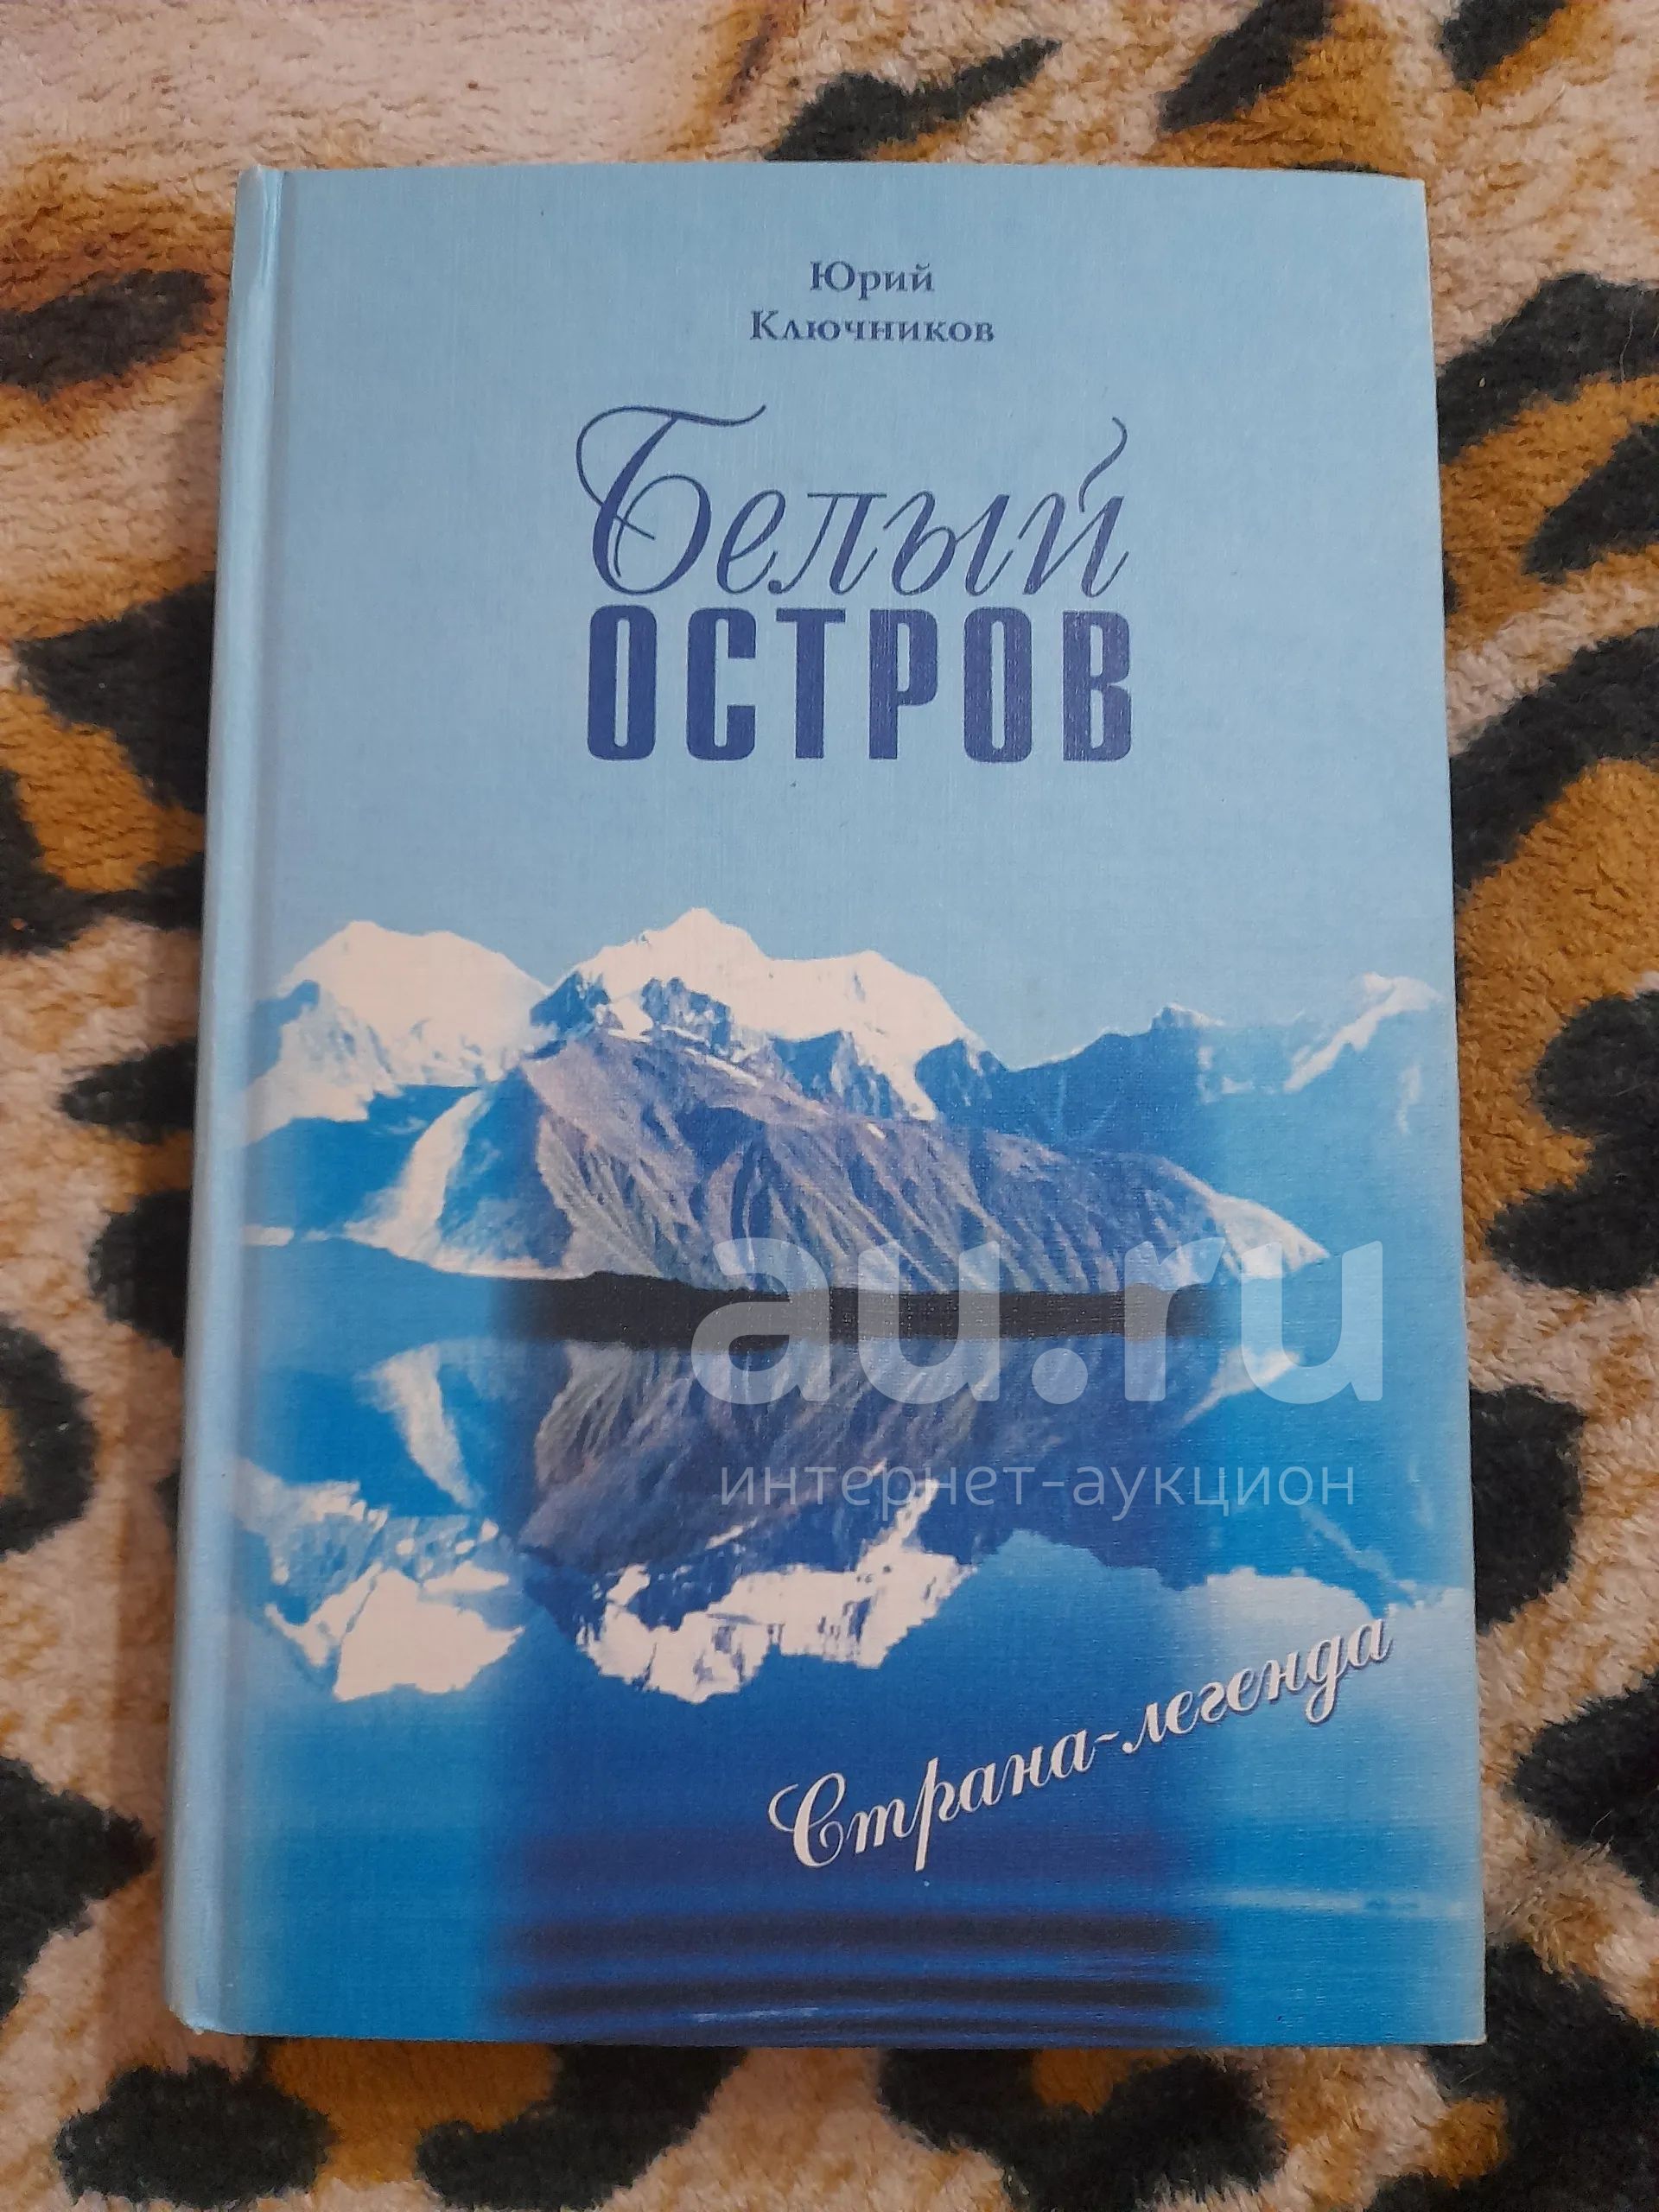 Юрий
Ключников
Белый
ОСТРОВ
au.ru
интернет-аукцион
Страна-легенда